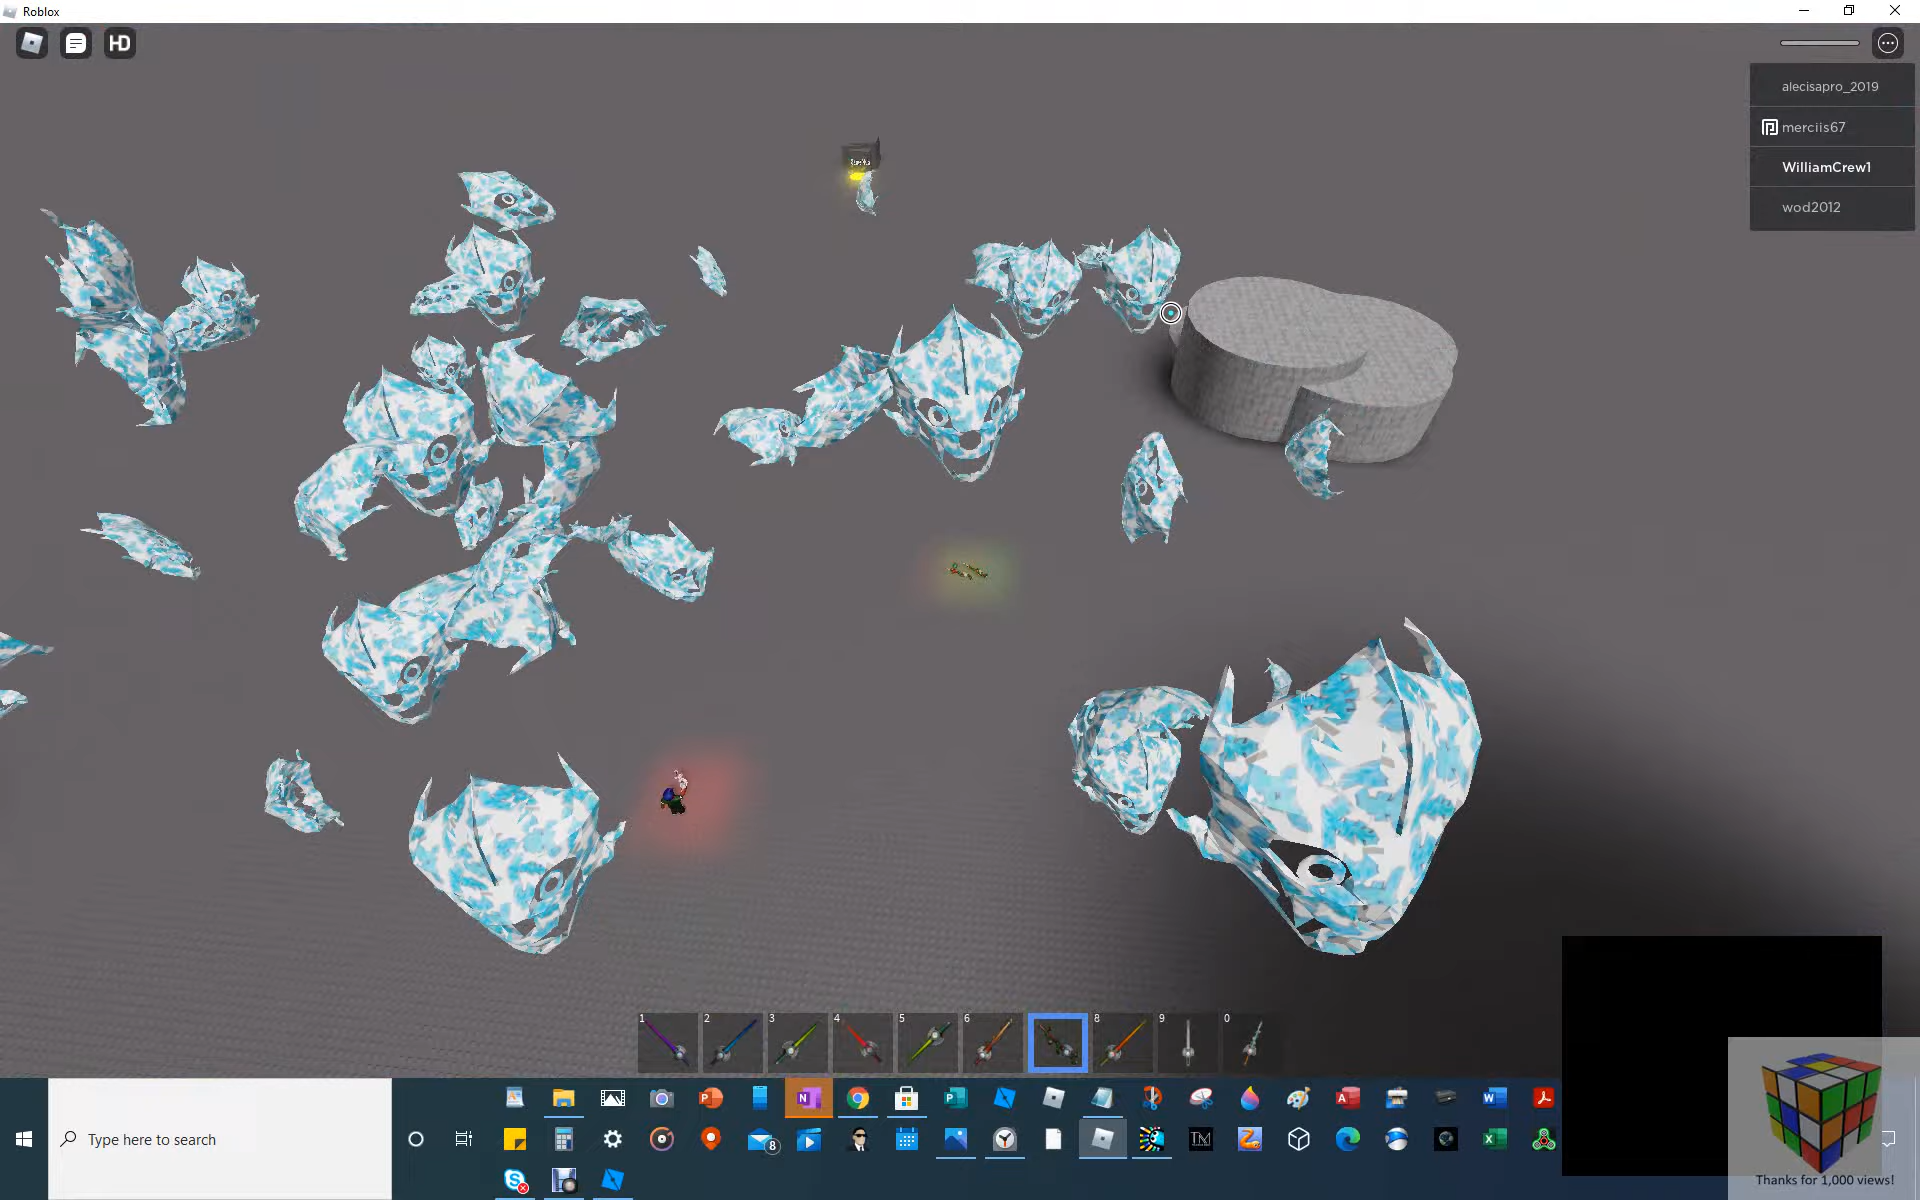 Roblox
HD
alecisapro_2019
merciis67
WilliamCrew1
wod2012
1
2
3
4
5
6
8
9
0
Type here to search
8
Thanks for 1,000 views!